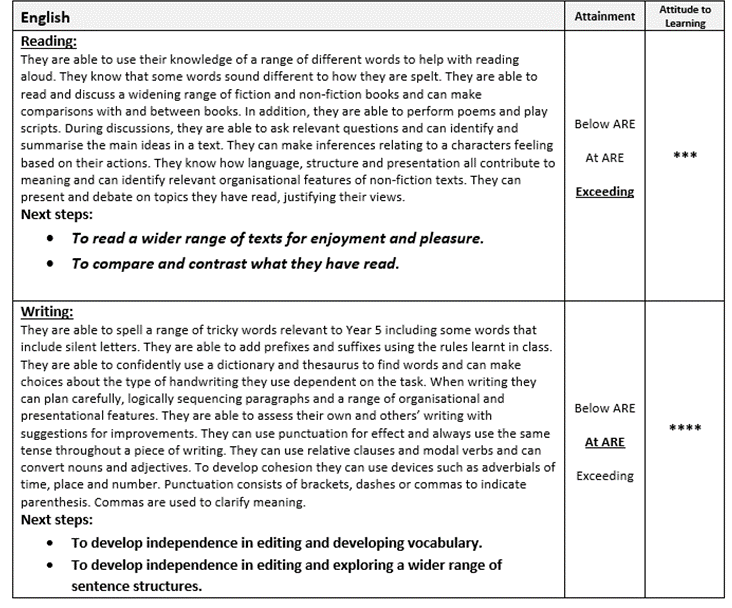 English
Attainment
Attitude to
Learning
Reading:
They are able to use their knowledge of a range of different words to help with reading
aloud. They know that some words sound different to how they are spelt. They are able to
read and discuss a widening range of fiction and non-fiction books and can make
comparisons with and between books. In addition, they are able to perform poems and play
scripts. During discussions, they are able to ask relevant questions and can identify and
summarise the main ideas in a text. They can make inferences relating to a characters feeling
based on their actions. They know how language, structure and presentation all contribute to
meaning and can identify relevant organisational features of non-fiction texts. They can
present and debate on topics they have read, justifying their views.
Next steps:
• To read a wider range of texts for enjoyment and pleasure.
• To compare and contrast what they have read.
Below ARE
At ARE
Exceeding
***
Writing:
They are able to spell a range of tricky words relevant to Year 5 including some words that
include silent letters. They are able to add prefixes and suffixes using the rules learnt in class.
They are able to confidently use a dictionary and thesaurus to find words and can make
choices about the type of handwriting they use dependent on the task. When writing they
can plan carefully, logically sequencing paragraphs and a range of organisational and
presentational features. They are able to assess their own and others’ writing with
suggestions for improvements. They can use punctuation for effect and always use the same
tense throughout a piece of writing. They can use relative clauses and modal verbs and can
convert nouns and adjectives. To develop cohesion they can use devices such as adverbials of
time, place and number. Punctuation consists of brackets, dashes or commas to indicate
parenthesis. Commas are used to clarify meaning.
Next steps:
• To develop independence in editing and developing vocabulary.
• To develop independence in editing and exploring a wider range of
sentence structures.
Below ARE
At ARE
Exceeding
****